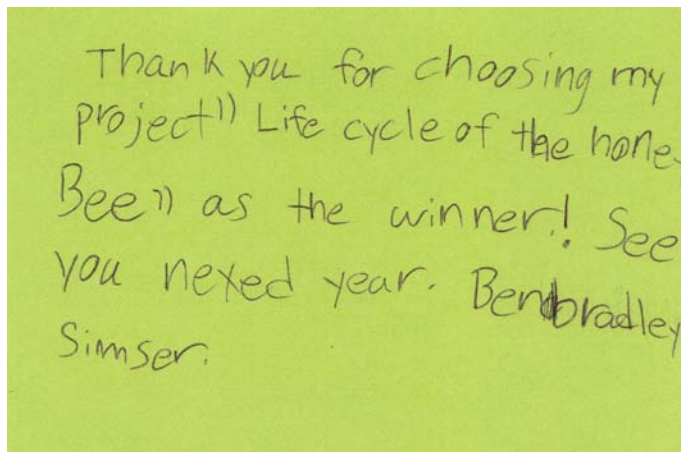 Thank you for choosing my
project" Life cycle of the hone-
Bee" as the winner! See
you nexed year. Benbradley
Simser.